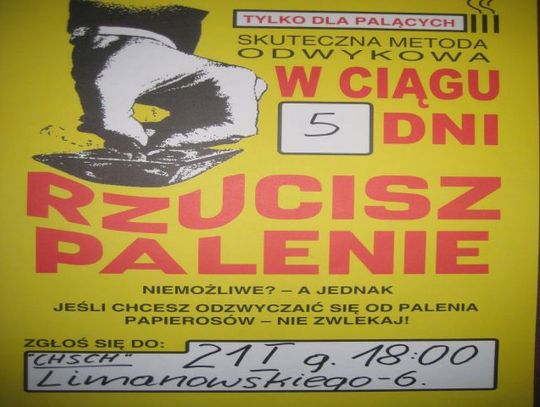 TYLKO DLA PALĄCYCH
SKUTECZNA METODA
ODWYKOWA
W CIĄGU
5 DNI
RZUCISZ
PALENIE
NIEMOŻLIWE? – A JEDNAK
JEŚLI CHCESZ ODZWYCZAIĆ SIĘ OD PALENIA
PAPIEROSÓW – NIE ZWLEKAJ!
ZGŁOŚ SIĘ DO:
"CHSCH" 21 I g. 18:00
Limanowskiego-6.